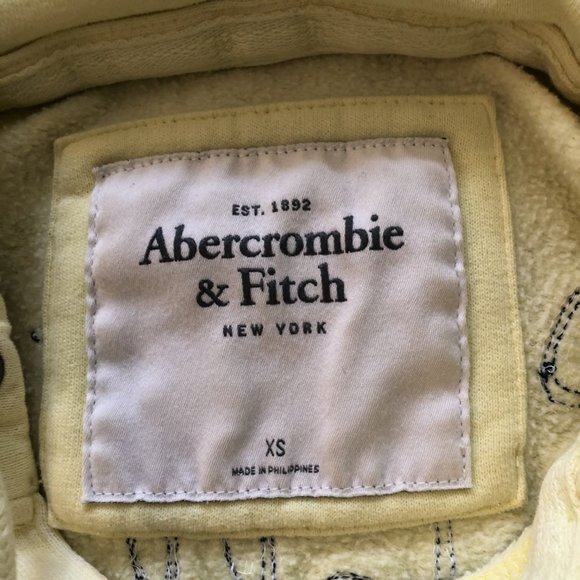 EST. 1892
Abercrombie
& Fitch
NEW YORK
XS
MADE IN PHILIPPINES